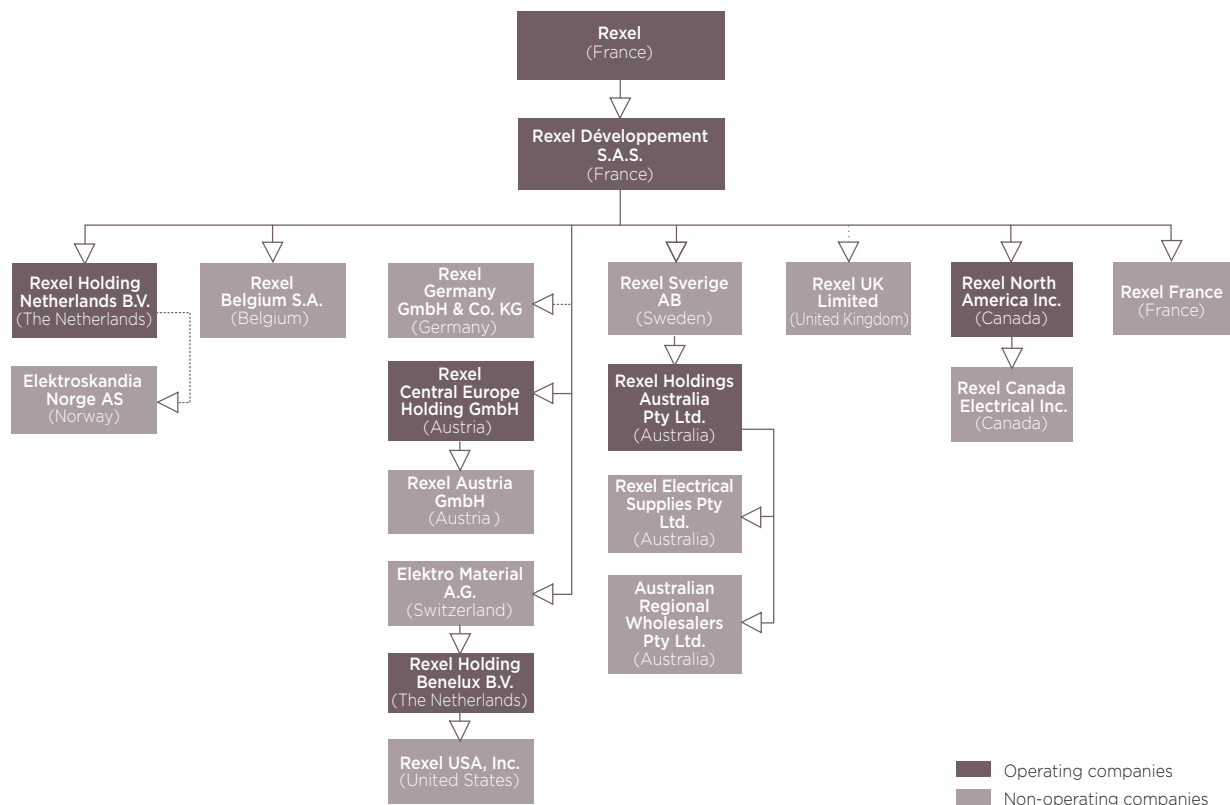 Rexel
(France)
Rexel Développement
S.A.S.
(France)
Rexel Holding
Netherlands B.V.
(The Netherlands)
Rexel
Belgium S.A.
(Belgium)
Rexel
Germany
GmbH & Co. KG
(Germany)
Rexel Sverige
AB
(Sweden)
Rexel UK
Limited
(United Kingdom)
Rexel North
America Inc.
(Canada)
Rexel France
(France)
Elektroskandia
Norge AS
(Norway)
Rexel
Central Europe
Holding GmbH
(Austria)
Rexel Holdings
Australia
Pty Ltd.
(Australia)
Rexel Canada
Electrical Inc.
(Canada)
Rexel Austria
GmbH
(Austria)
Rexel Electrical
Supplies Pty
Ltd.
(Australia)
Elektro Material
A.G.
(Switzerland)
Australian
Regional
Wholesalers
Pty Ltd.
(Australia)
Rexel Holding
Benelux B.V.
(The Netherlands)
Rexel USA, Inc.
(United States)
Operating companies
Non-operating companies